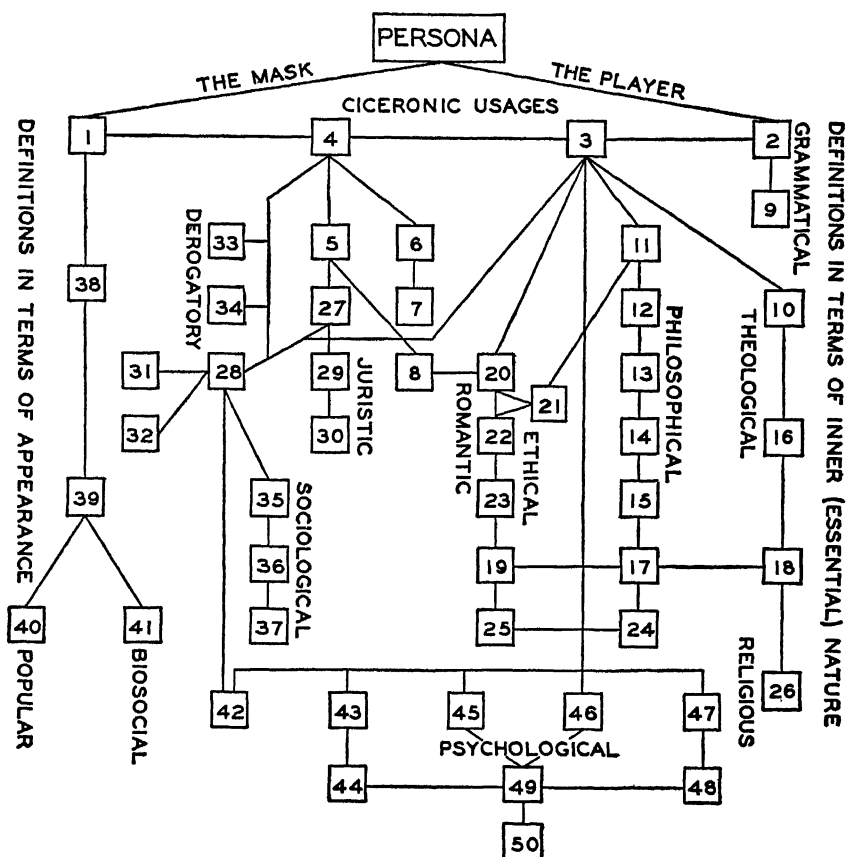 PERSONA
THE MASK
THE PLAYER
CICERONIC USAGES
1
4
3
2
GRAMMATICAL
9
DEFINITIONS IN TERMS OF APPEARANCE
DEFINITIONS IN TERMS OF INNER (ESSENTIAL) NATURE
DEROGATORY
33
5
6
11
38
34
27
7
12
PHILOSOPHICAL
THEOLOGICAL
10
31
28
29
JURISTIC
8
20
ROMANTIC
21
13
32
30
22
ETHICAL
14
16
39
35
SOCIOLOGICAL
23
15
36
19
17
18
40
POPULAR
41
BIOSOCIAL
37
25
24
RELIGIOUS
26
42
43
45
46
47
PSYCHOLOGICAL
44
49
48
50